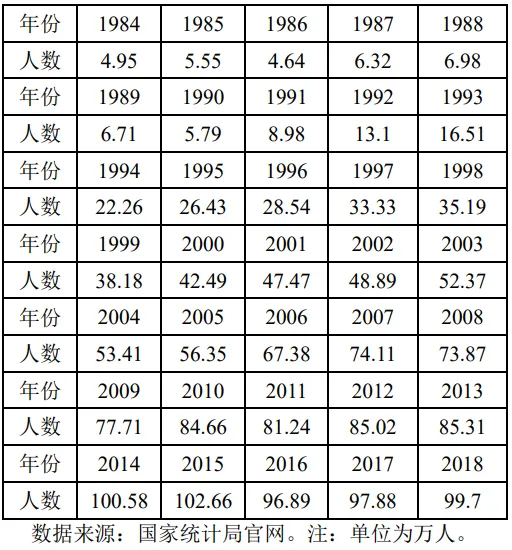 年份 1984 1985 1986 1987 1988
人数 4.95 5.55 4.64 6.32 6.98
年份 1989 1990 1991 1992 1993
人数 6.71 5.79 8.98 13.1 16.51
年份 1994 1995 1996 1997 1998
人数 22.26 26.43 28.54 33.33 35.19
年份 1999 2000 2001 2002 2003
人数 38.18 42.49 47.47 48.89 52.37
年份 2004 2005 2006 2007 2008
人数 53.41 56.35 67.38 74.11 73.87
年份 2009 2010 2011 2012 2013
人数 77.71 84.66 81.24 85.02 85.31
年份 2014 2015 2016 2017 2018
人数 100.58 102.66 96.89 97.88 99.7
数据来源：国家统计局官网。注：单位为万人。